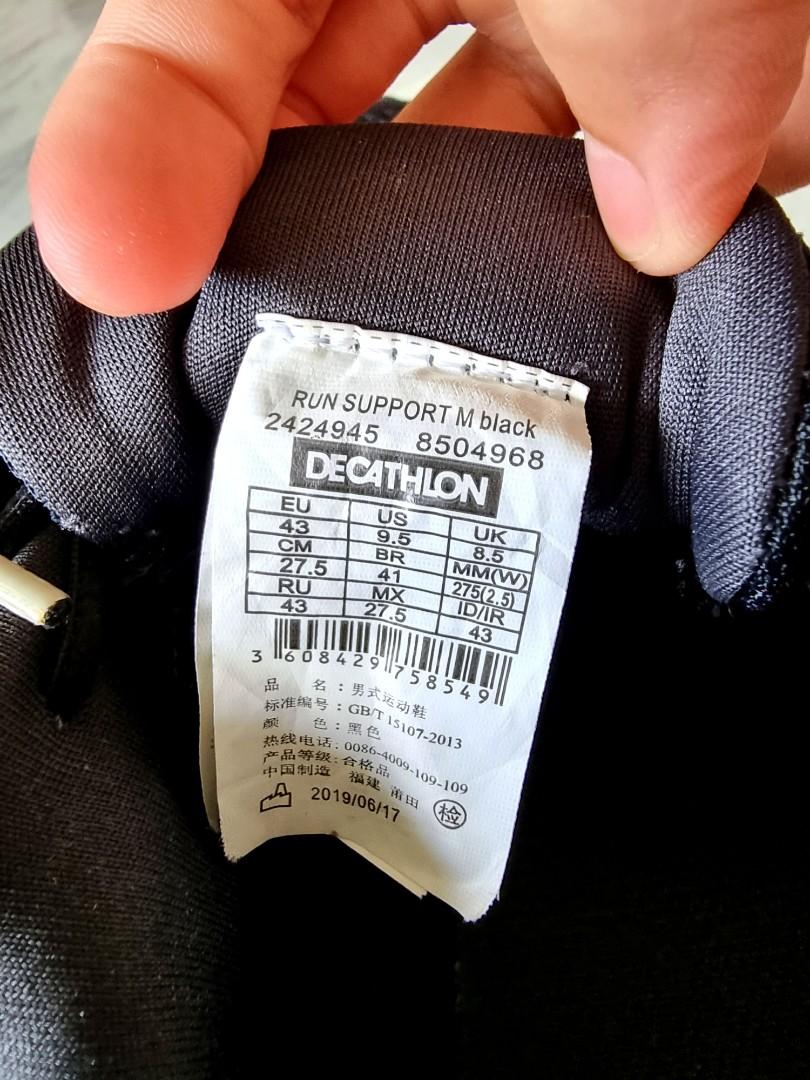 RUN SUPPORT M black
2424945 8504968
DECATHLON
EU US UK
43 9.5 8.5
CM BR MM(W)
27.5 41 275(2.5)
RU MX ID/IR
43 27.5 43
3 608429 758549
品 名：男式运动鞋
标准编号：GB/T 15107-2013
颜 色：黑色
热线电话：0086-4009-109-109
产品等级：合格品
中国制造 福建 莆田
2019/06/17 检